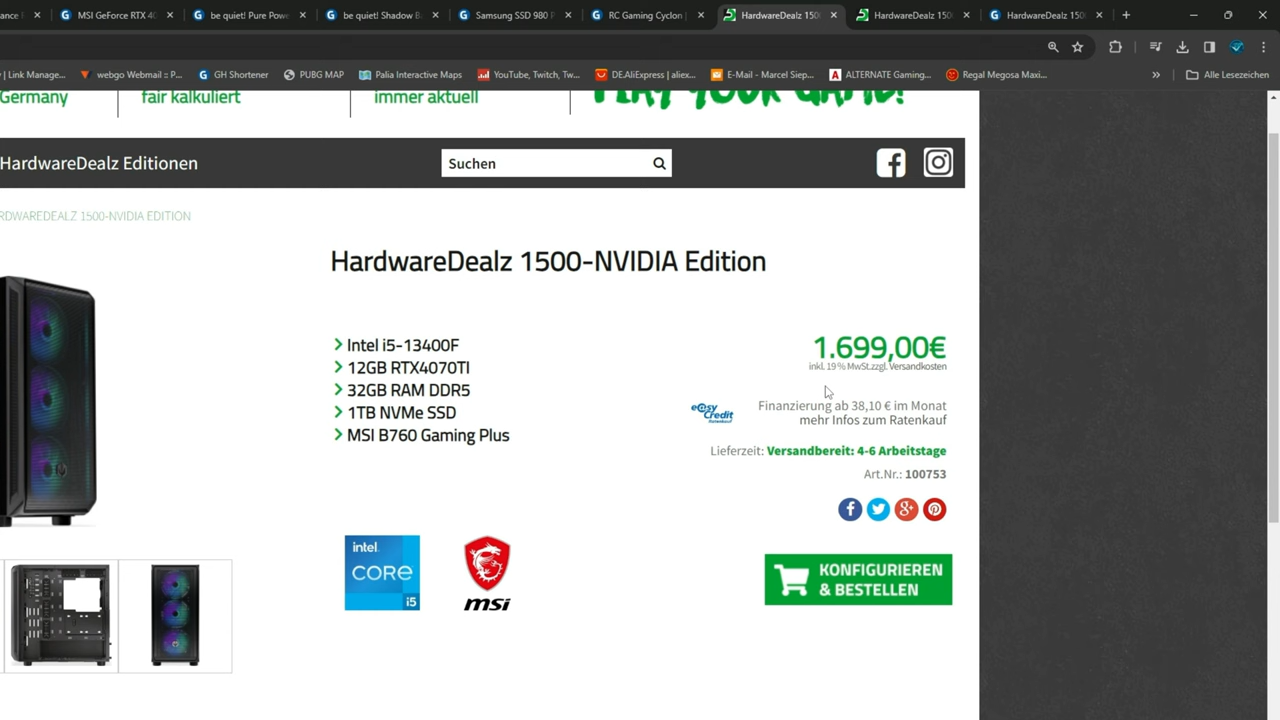 ance
MSI GeForce RTX 40
be quiet! Pure Powe
be quiet! Shadow Ba
Samsung SSD 980 P
RC Gaming Cyclon |
HardwareDealz 150
HardwareDealz 150
HardwareDealz 150
| Link Manage...
webgo Webmail :: P...
GH Shortener
PUBG MAP
Palia Interactive Maps
YouTube, Twitch, Tw...
DE.AliExpress | aliex...
E-Mail - Marcel Siep...
ALTERNATE Gaming...
Regal Megosa Maxi...
»
Alle Lesezeichen
Germany
fair kalkuliert
immer aktuell
PLAY YOUR GAME!
HardwareDealz Editionen
Suchen
RDWAREDEALZ 1500-NVIDIA EDITION
HardwareDealz 1500-NVIDIA Edition
Intel i5-13400F
12GB RTX4070TI
32GB RAM DDR5
1TB NVMe SSD
MSI B760 Gaming Plus
1.699,00€
inkl. 19 % MwSt.zzgl. Versandkosten
easy
Credit
Ratenkauf
Finanzierung ab 38,10 € im Monat
mehr Infos zum Ratenkauf
Lieferzeit: Versandbereit: 4-6 Arbeitstage
Art.Nr.: 100753
intel.
CORE
i5
msi
KONFIGURIEREN
& BESTELLEN